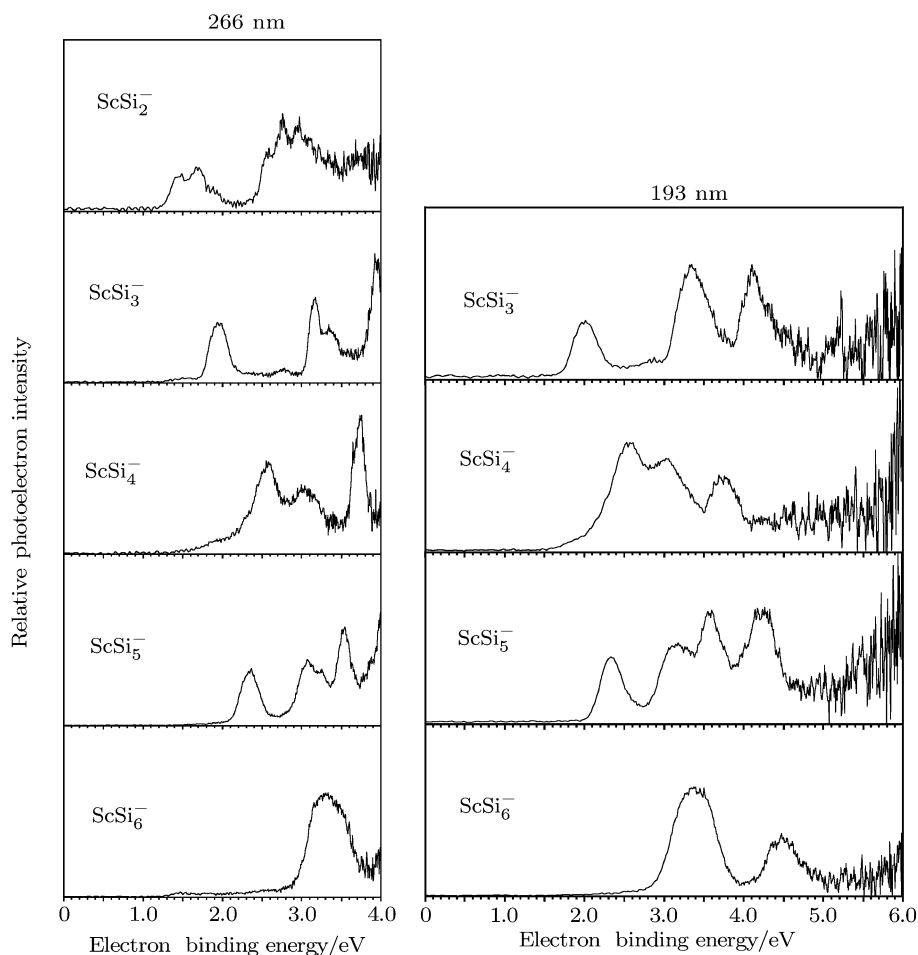 266 nm
ScSi₂⁻
ScSi₃⁻
ScSi₄⁻
ScSi₅⁻
ScSi₆⁻
0 1.0 2.0 3.0 4.0
Electron binding energy/eV
Relative photoelectron intensity
193 nm
ScSi₃⁻
ScSi₄⁻
ScSi₅⁻
ScSi₆⁻
0 1.0 2.0 3.0 4.0 5.0 6.0
Electron binding energy/eV